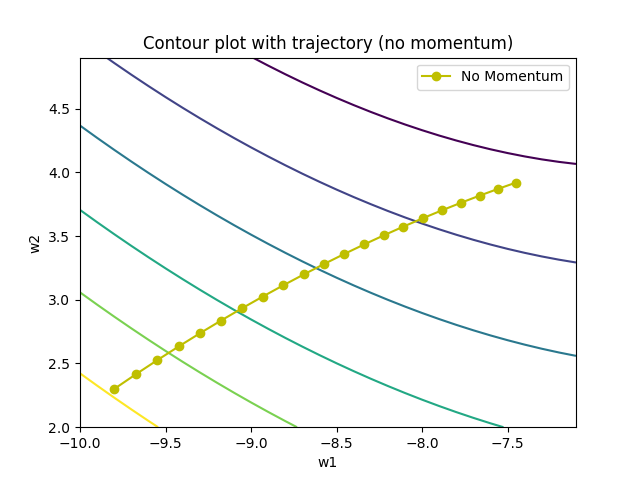 Contour plot with trajectory (no momentum)
No Momentum
4.5
4.0
3.5
3.0
2.5
2.0
w2
−10.0 −9.5 −9.0 −8.5 −8.0 −7.5
w1